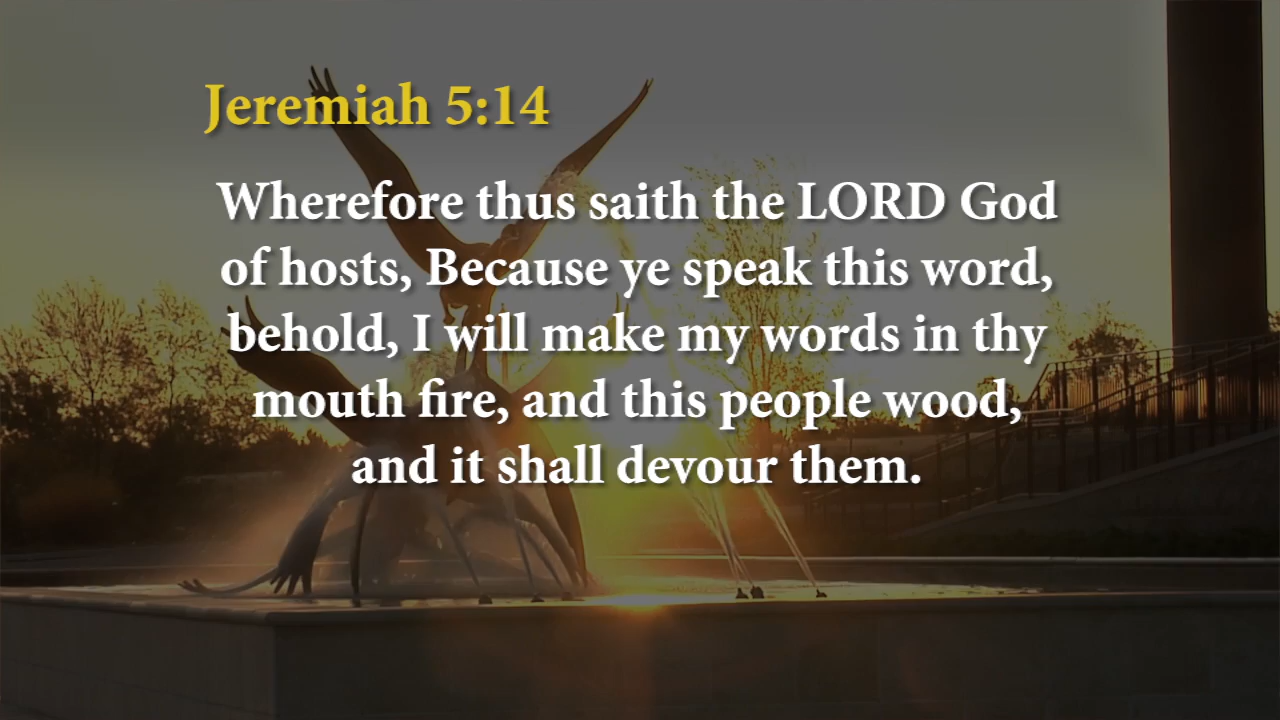 Jeremiah 5:14
Wherefore thus saith the LORD God
of hosts, Because ye speak this word,
behold, I will make my words in thy
mouth fire, and this people wood,
and it shall devour them.